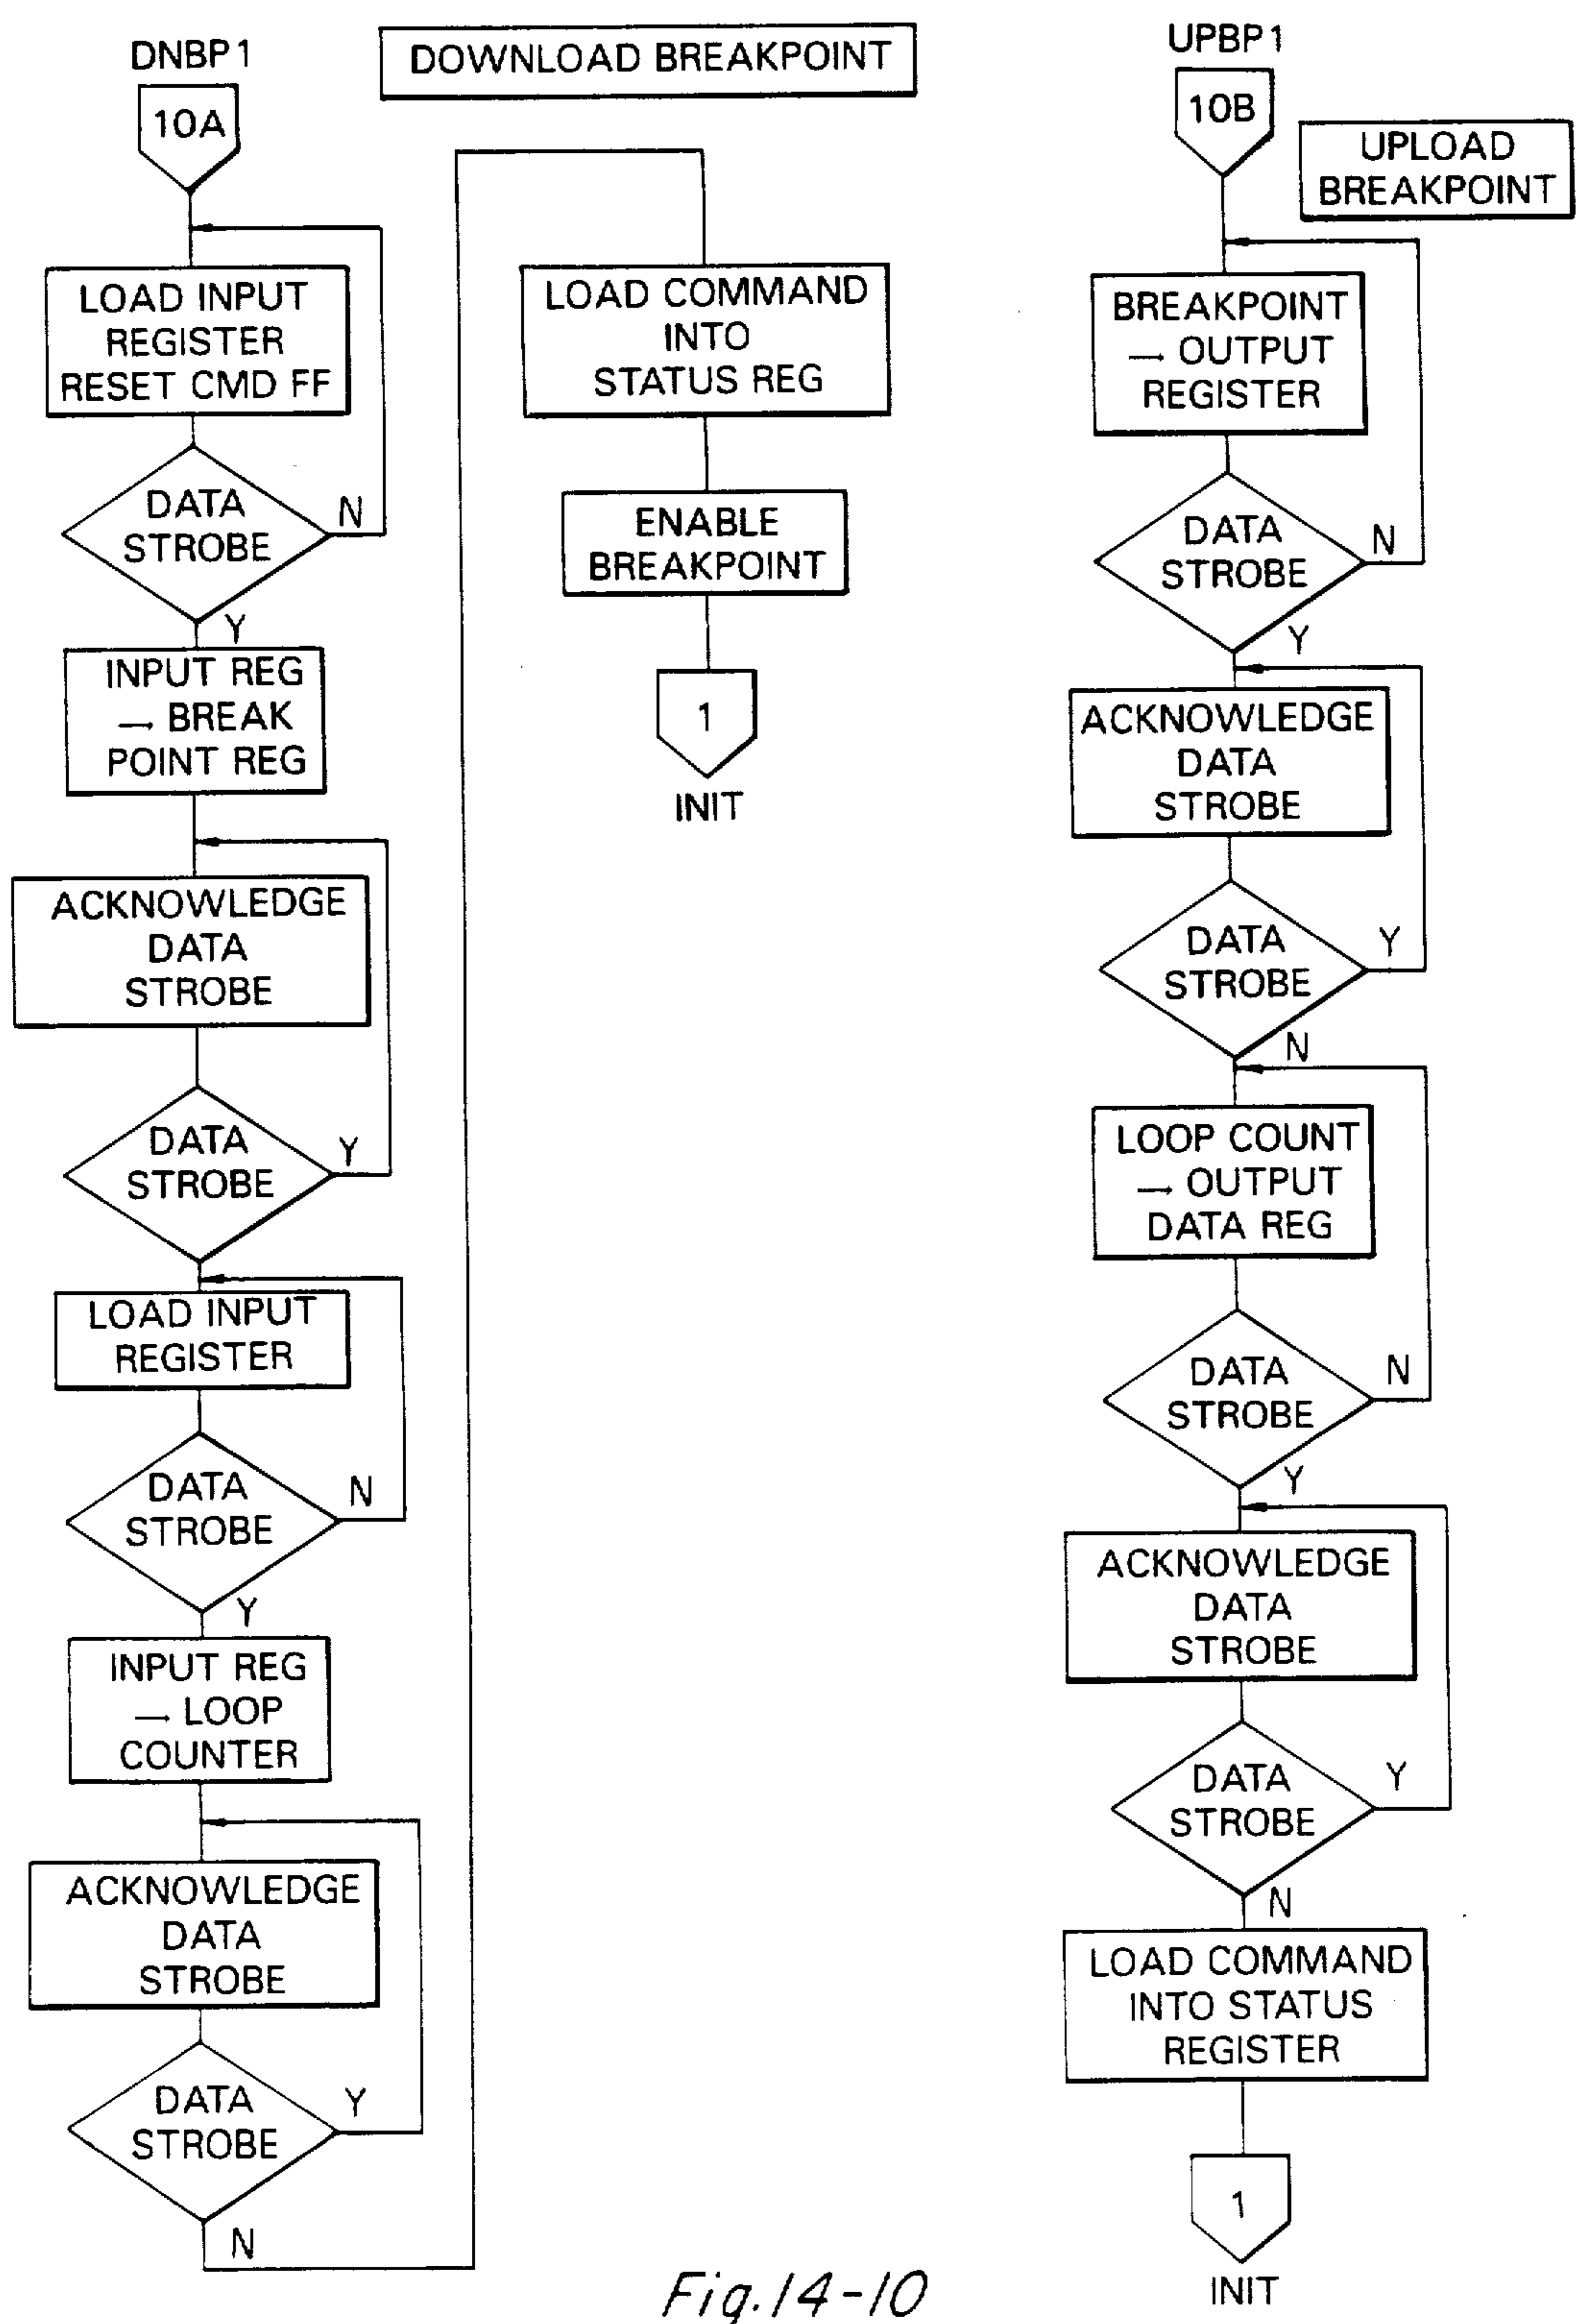 DNBP1
10A
DOWNLOAD BREAKPOINT
LOAD INPUT
REGISTER
RESET CMD FF
DATA
STROBE
N
Y
INPUT REG
→ BREAK
POINT REG
ACKNOWLEDGE
DATA
STROBE
DATA
STROBE
Y
LOAD INPUT
REGISTER
DATA
STROBE
N
Y
INPUT REG
→ LOOP
COUNTER
ACKNOWLEDGE
DATA
STROBE
DATA
STROBE
Y
N
LOAD COMMAND
INTO
STATUS REG
ENABLE
BREAKPOINT
1
INIT
UPBP1
10B
UPLOAD
BREAKPOINT
BREAKPOINT
→ OUTPUT
REGISTER
DATA
STROBE
N
Y
ACKNOWLEDGE
DATA
STROBE
DATA
STROBE
Y
N
LOOP COUNT
→ OUTPUT
DATA REG
DATA
STROBE
N
Y
ACKNOWLEDGE
DATA
STROBE
DATA
STROBE
Y
N
LOAD COMMAND
INTO STATUS
REGISTER
1
INIT
Fig.14-10